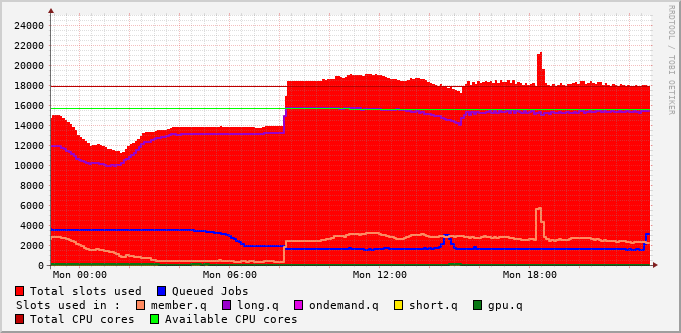 RRDTOOL / TOBI OETIKER
24000
22000
20000
18000
16000
14000
12000
10000
8000
6000
4000
2000
0
Mon 00:00 Mon 06:00 Mon 12:00 Mon 18:00
Total slots used Queued Jobs
Slots used in : member.q long.q ondemand.q short.q gpu.q
Total CPU cores Available CPU cores